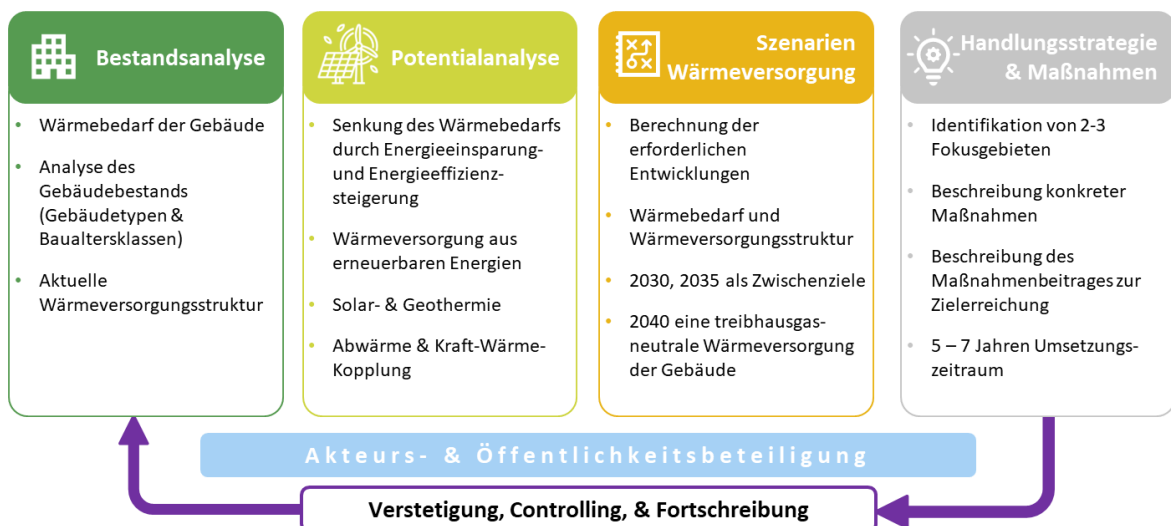 Bestandsanalyse
Wärmebedarf der Gebäude
Analyse des
Gebäudebestands
(Gebäudetypen &
Baualtersklassen)
Aktuelle
Wärmeversorgungsstruktur
Potentialanalyse
Senkung des Wärmebedarfs
durch Energieeinsparung-
und Energieeffizienz-
steigerung
Wärmeversorgung aus
erneuerbaren Energien
Solar- & Geothermie
Abwärme & Kraft-Wärme-
Kopplung
Szenarien
Wärmeversorgung
Berechnung der
erforderlichen
Entwicklungen
Wärmebedarf und
Wärmeversorgungsstruktur
2030, 2035 als Zwischenziele
2040 eine treibhausgas-
neutrale Wärmeversorgung
der Gebäude
Handlungsstrategie
& Maßnahmen
Identifikation von 2-3
Fokusgebieten
Beschreibung konkreter
Maßnahmen
Beschreibung des
Maßnahmenbeitrages zur
Zielerreichung
5 – 7 Jahren Umsetzungs-
zeitraum
Akteurs- & Öffentlichkeitsbeteiligung
Verstetigung, Controlling, & Fortschreibung